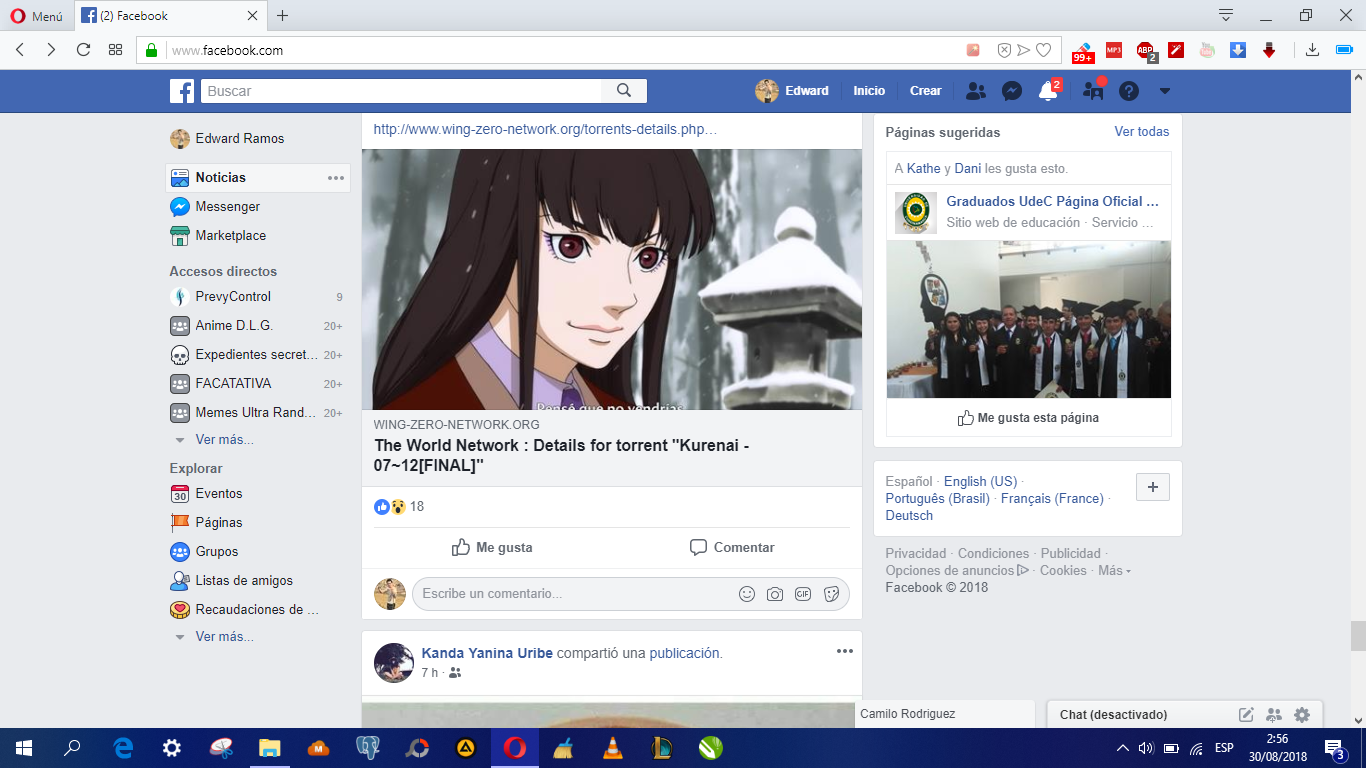 Menú
(2) Facebook
www.facebook.com
99+
MP3
ABP
2
Buscar
Edward
Inicio
Crear
2
Edward Ramos
Noticias
Messenger
Marketplace
Accesos directos
PrevyControl 9
Anime D.L.G. 20+
Expedientes secret... 20+
FACATATIVA 20+
Memes Ultra Rand... 20+
Ver más...
Explorar
30 Eventos
Páginas
Grupos
Listas de amigos
Recaudaciones de ...
Ver más...
http://www.wing-zero-network.org/torrents-details.php...
Pensé que no vendrías
WING-ZERO-NETWORK.ORG
The World Network : Details for torrent "Kurenai -
07~12[FINAL]"
18
Me gusta
Comentar
Escribe un comentario...
GIF
Kanda Yanina Uribe compartió una publicación.
7 h ·
Páginas sugeridas
Ver todas
A Kathe y Dani les gusta esto.
Graduados UdeC Página Oficial ...
Sitio web de educación · Servicio ...
Me gusta esta página
Español · English (US) ·
Português (Brasil) · Français (France) ·
Deutsch
Privacidad · Condiciones · Publicidad ·
Opciones de anuncios · Cookies · Más
Facebook © 2018
Camilo Rodriguez
Chat (desactivado)
ESP
2:56
30/08/2018
3